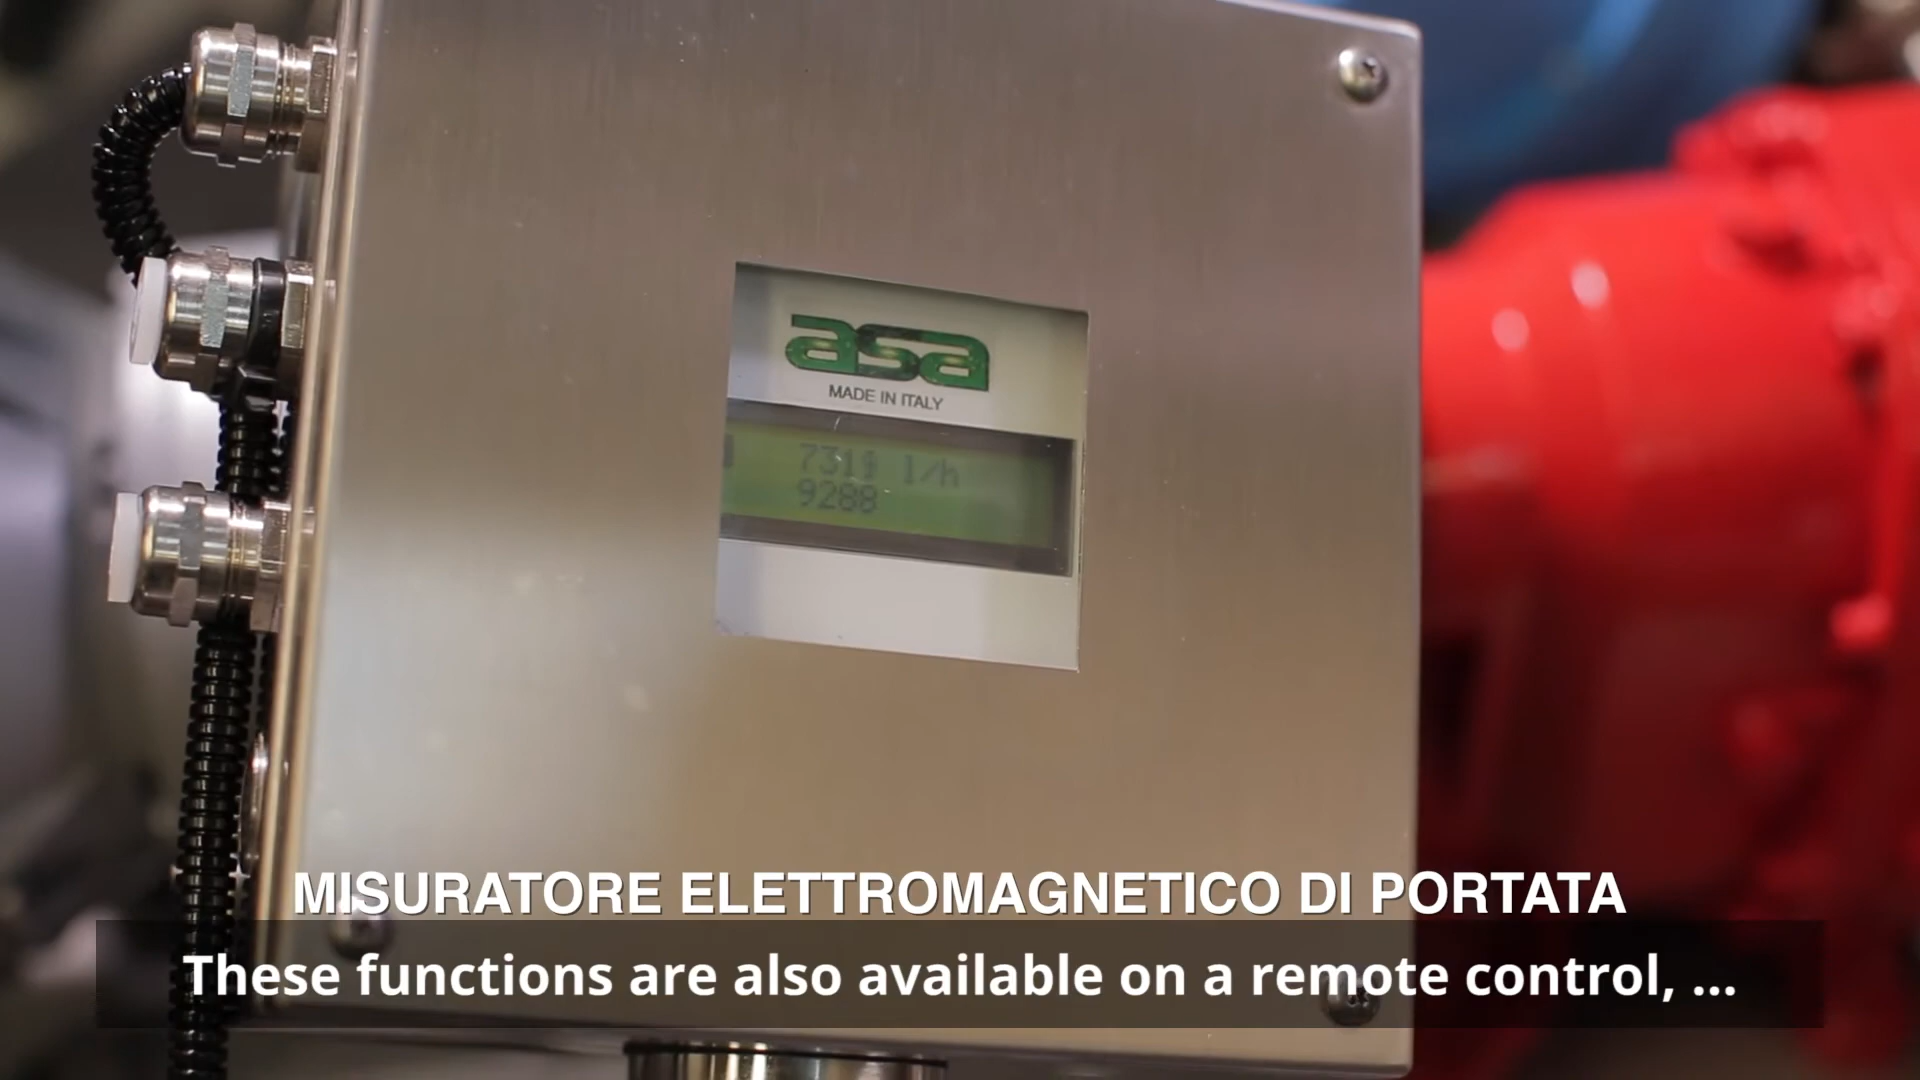 asa
MADE IN ITALY
l/h
9288
MISURATORE ELETTROMAGNETICO DI PORTATA
These functions are also available on a remote control, ...